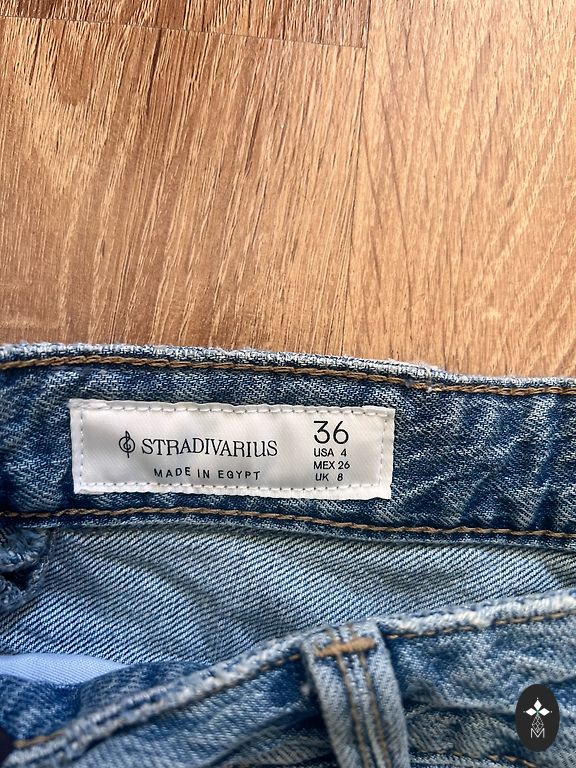 STRADIVARIUS
MADE IN EGYPT
36
USA 4
MEX 26
UK 8
M